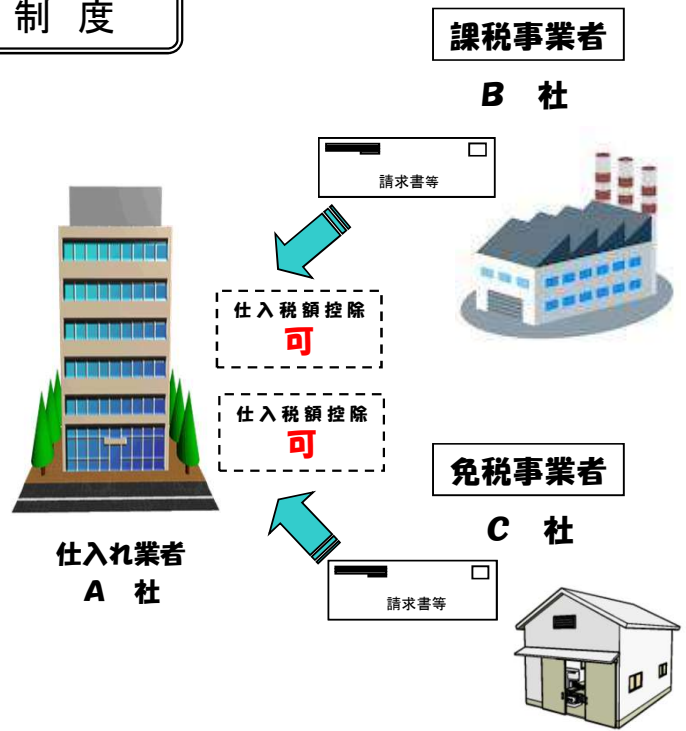 制 度
課税事業者
B 社
請求書等
仕入税額控除
可
仕入税額控除
可
免税事業者
C 社
仕入れ業者
A 社
請求書等